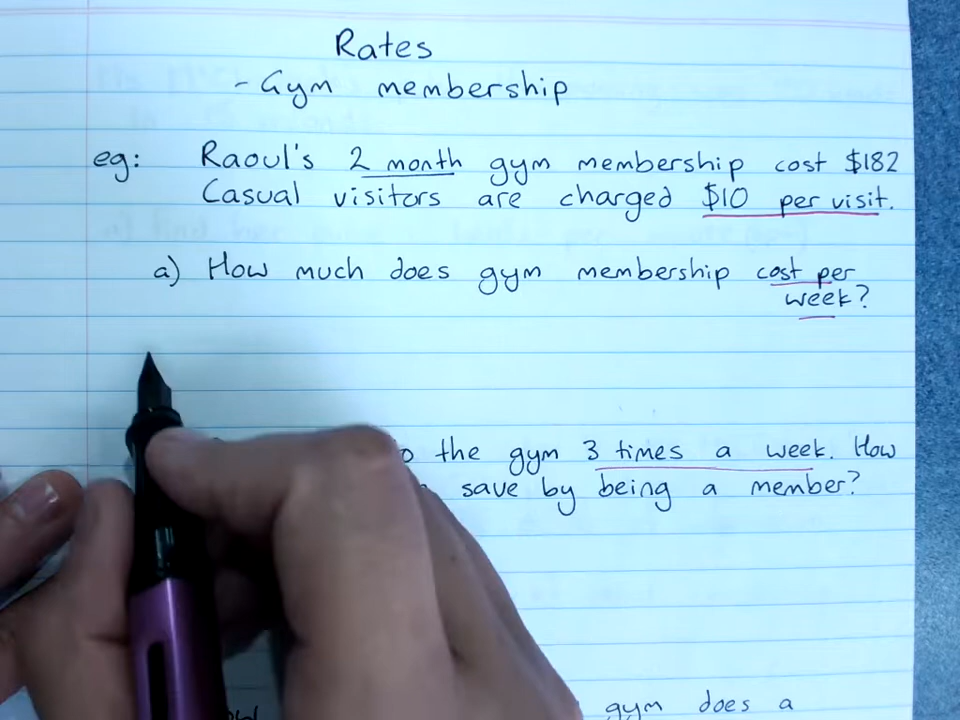 Rates
- Gym membership
eg: Raoul's 2 month gym membership cost $182
Casual visitors are charged $10 per visit.
a) How much does gym membership cost per
week?
the gym 3 times a week. How
save by being a member?
gym does a